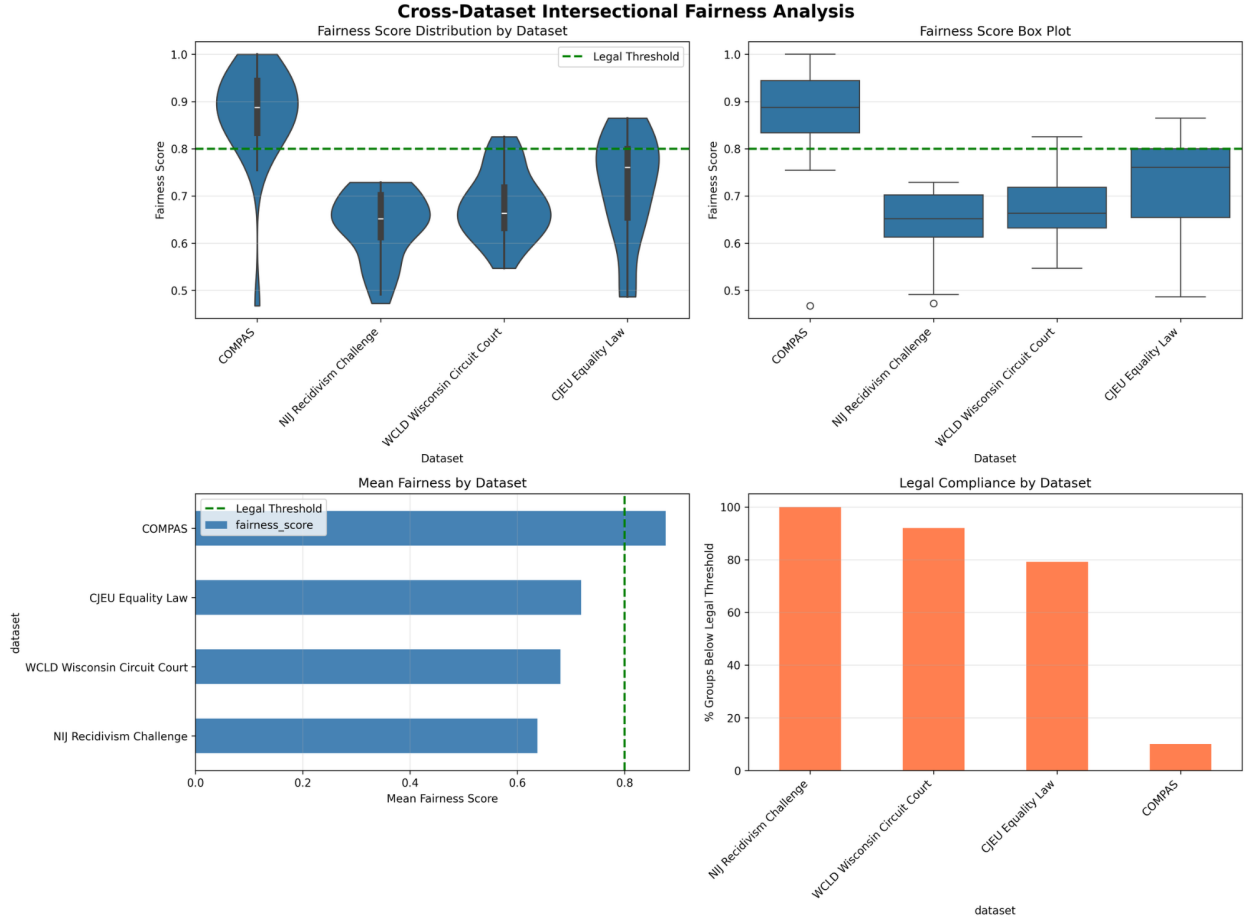 Cross-Dataset Intersectional Fairness Analysis
Fairness Score Distribution by Dataset
Legal Threshold
Fairness Score
1.0
0.9
0.8
0.7
0.6
0.5
COMPAS
NIJ Recidivism Challenge
WCLD Wisconsin Circuit Court
CJEU Equality Law
Dataset
Fairness Score Box Plot
Fairness Score
1.0
0.9
0.8
0.7
0.6
0.5
COMPAS
NIJ Recidivism Challenge
WCLD Wisconsin Circuit Court
CJEU Equality Law
Dataset
Mean Fairness by Dataset
Legal Threshold
fairness_score
dataset
COMPAS
CJEU Equality Law
WCLD Wisconsin Circuit Court
NIJ Recidivism Challenge
0.0
0.2
0.4
0.6
0.8
Mean Fairness Score
Legal Compliance by Dataset
% Groups Below Legal Threshold
100
80
60
40
20
0
NIJ Recidivism Challenge
WCLD Wisconsin Circuit Court
CJEU Equality Law
COMPAS
dataset